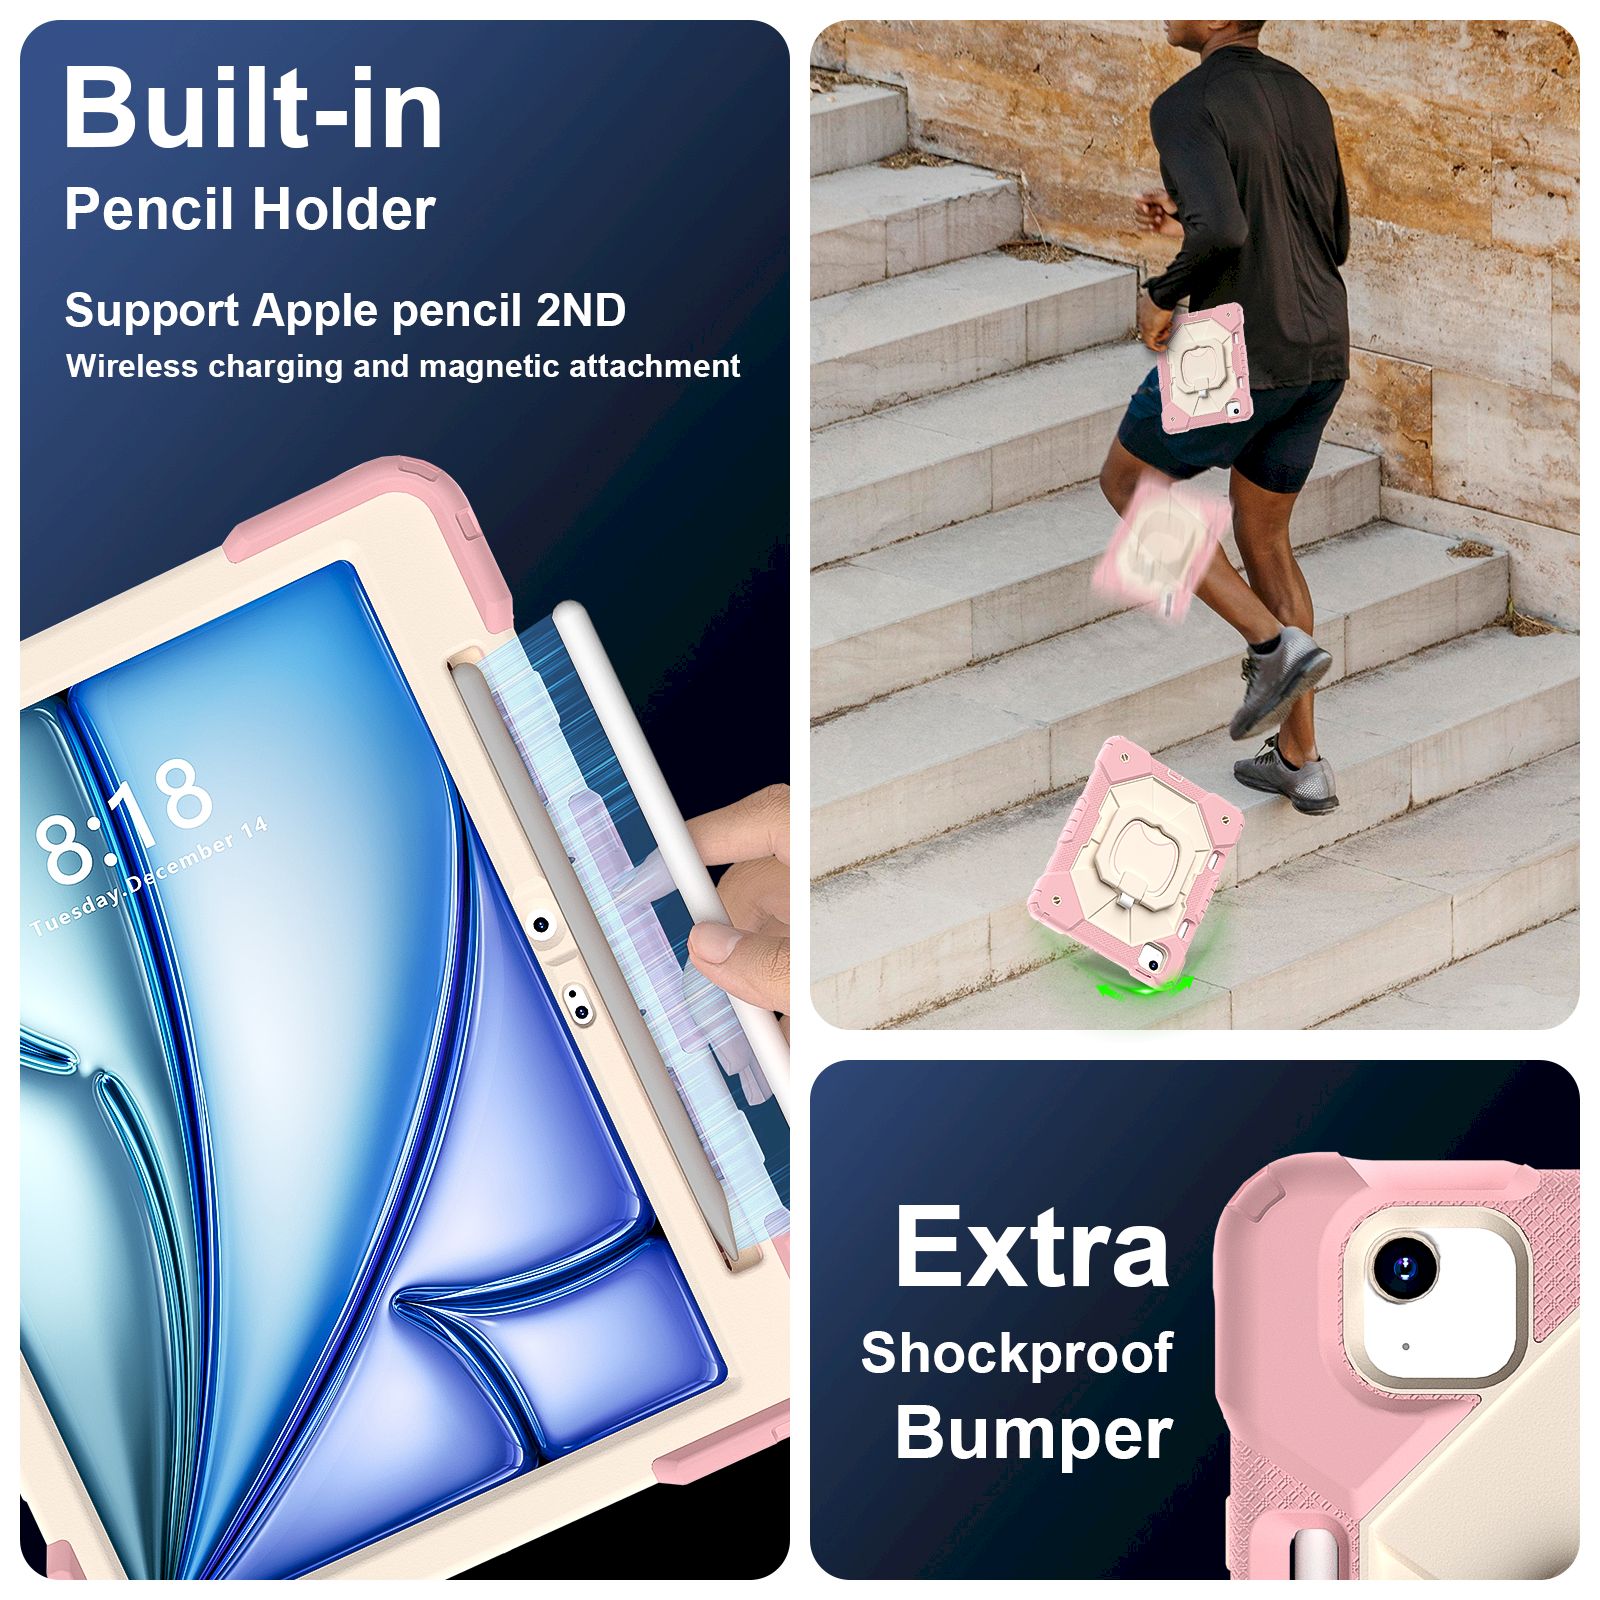 Built-in
Pencil Holder
Support Apple pencil 2ND
Wireless charging and magnetic attachment
8:18
Tuesday.December 14
Extra
Shockproof
Bumper